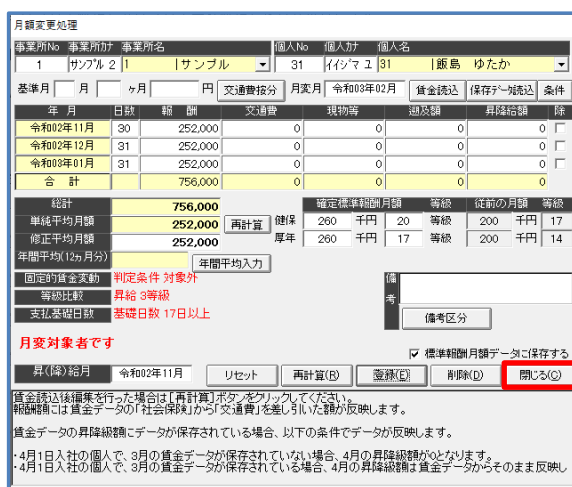 月額変更処理
事業所No 事業所カナ 事業所名 個人No 個人カナ 個人名
1 サンプル 2 1 |サンプル 31 イイジマ ユ 31 |飯島 ゆたか
基準月 月 ヶ月 円 交通費按分 月変月 令和03年02月 賃金読込 保存データ読込 条件
年 月 日数 報 酬 交通費 現物等 遡及額 昇降給額 除
令和02年11月 30 252,000 0 0 0 0
令和02年12月 31 252,000 0 0 0 0
令和03年01月 31 252,000 0 0 0 0
合 計 756,000 0 0 0 0
総計 756,000 確定標準報酬月額 等級 従前の月額 等級
単純平均月額 252,000 再計算 健保 260 千円 20 等級 200 千円 17
修正平均月額 252,000 厚年 260 千円 17 等級 200 千円 14
年間平均(12ヵ月分) 年間平均入力
固定的賃金変動 判定条件 対象外 備考
等級比較 昇給 3等級
支払基礎日数 基礎日数 17日以上 備考区分
月変対象者です
標準報酬月額データに保存する
昇(降)給月 令和02年11月 リセット 再計算(R) 登録(E) 削除(D) 閉じる(C)
賃金読込後編集を行った場合は[再計算]ボタンをクリックしてください。
報酬額には賃金データの「社会保険」から「交通費」を差し引いた額が反映します。
賃金データの昇降級額にデータが保存されている場合、以下の条件でデータが反映します。
・4月1日入社の個人で、3月の賃金データが保存されていない場合、4月の昇降級額が0となります。
・4月1日入社の個人で、3月の賃金データが保存されている場合、4月の昇降級額は賃金データからそのまま反映し